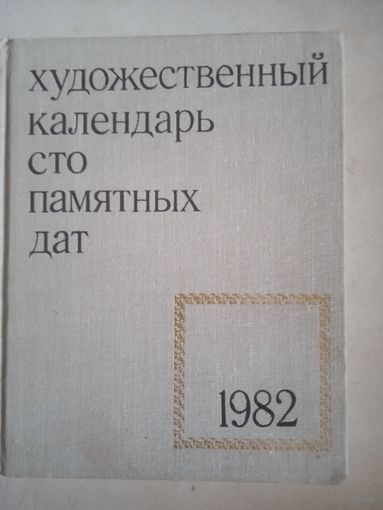 художественный
календарь
сто
памятных
дат
1982